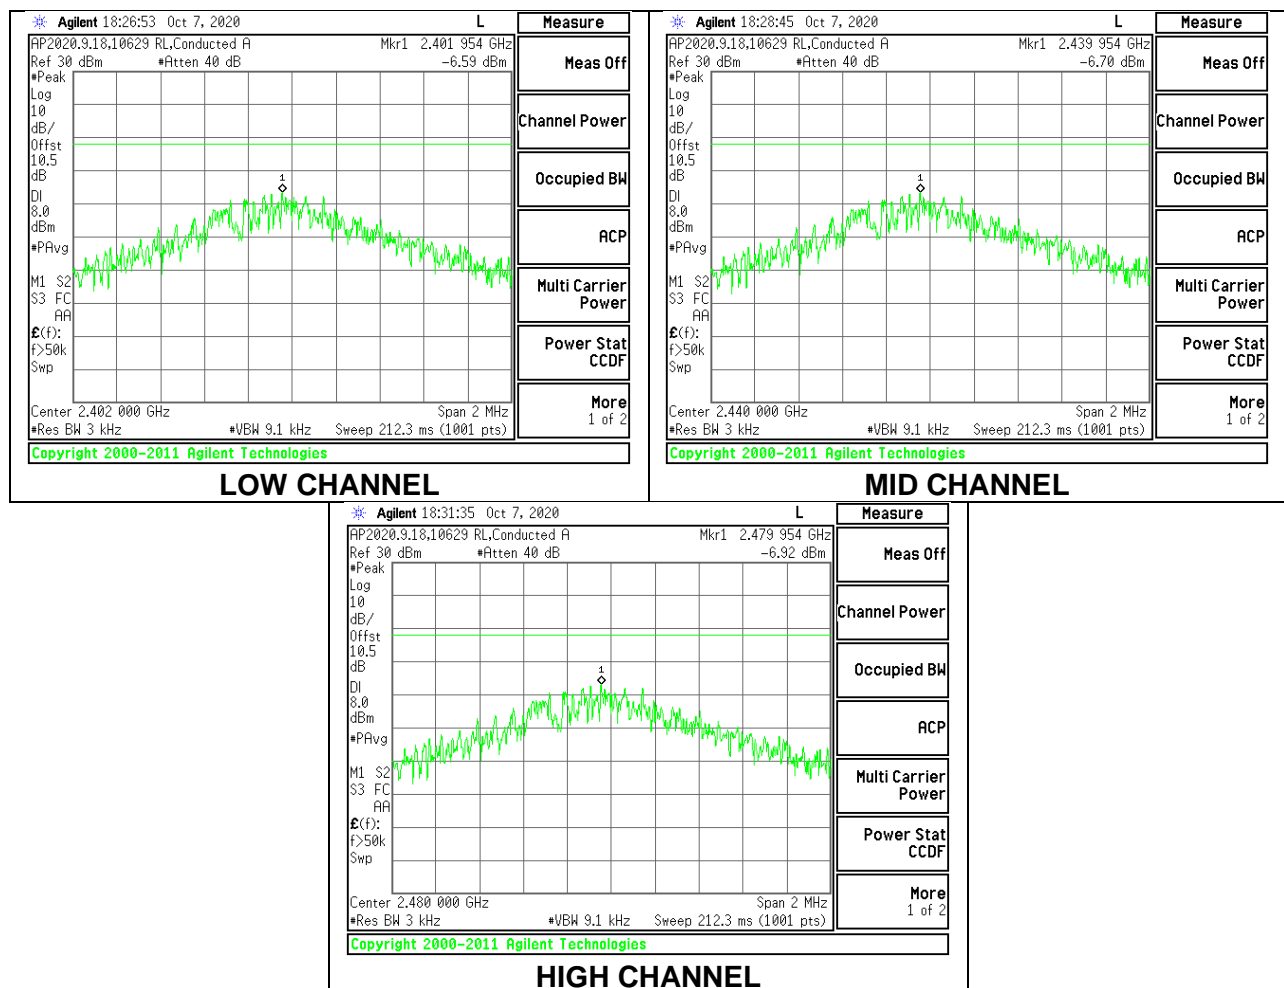 Agilent 18:26:53 Oct 7, 2020 L Measure
AP2020.9.18,10629 RL,Conducted A Mkr1 2.401 954 GHz
Ref 30 dBm #Atten 40 dB -6.59 dBm
#Peak
Log
10
dB/
Offst
10.5
dB
DI
8.0
dBm
#PAvg
M1 S2
S3 FC
AA
£(f):
f>50k
Swp
1
Center 2.402 000 GHz Span 2 MHz
#Res BW 3 kHz #VBW 9.1 kHz Sweep 212.3 ms (1001 pts)
Meas Off
Channel Power
Occupied BW
ACP
Multi Carrier
Power
Power Stat
CCDF
More
1 of 2
Copyright 2000-2011 Agilent Technologies
LOW CHANNEL
Agilent 18:28:45 Oct 7, 2020 L Measure
AP2020.9.18,10629 RL,Conducted A Mkr1 2.439 954 GHz
Ref 30 dBm #Atten 40 dB -6.70 dBm
#Peak
Log
10
dB/
Offst
10.5
dB
DI
8.0
dBm
#PAvg
M1 S2
S3 FC
AA
£(f):
f>50k
Swp
1
Center 2.440 000 GHz Span 2 MHz
#Res BW 3 kHz #VBW 9.1 kHz Sweep 212.3 ms (1001 pts)
Meas Off
Channel Power
Occupied BW
ACP
Multi Carrier
Power
Power Stat
CCDF
More
1 of 2
Copyright 2000-2011 Agilent Technologies
MID CHANNEL
Agilent 18:31:35 Oct 7, 2020 L Measure
AP2020.9.18,10629 RL,Conducted A Mkr1 2.479 954 GHz
Ref 30 dBm #Atten 40 dB -6.92 dBm
#Peak
Log
10
dB/
Offst
10.5
dB
DI
8.0
dBm
#PAvg
M1 S2
S3 FC
AA
£(f):
f>50k
Swp
1
Center 2.480 000 GHz Span 2 MHz
#Res BW 3 kHz #VBW 9.1 kHz Sweep 212.3 ms (1001 pts)
Meas Off
Channel Power
Occupied BW
ACP
Multi Carrier
Power
Power Stat
CCDF
More
1 of 2
Copyright 2000-2011 Agilent Technologies
HIGH CHANNEL